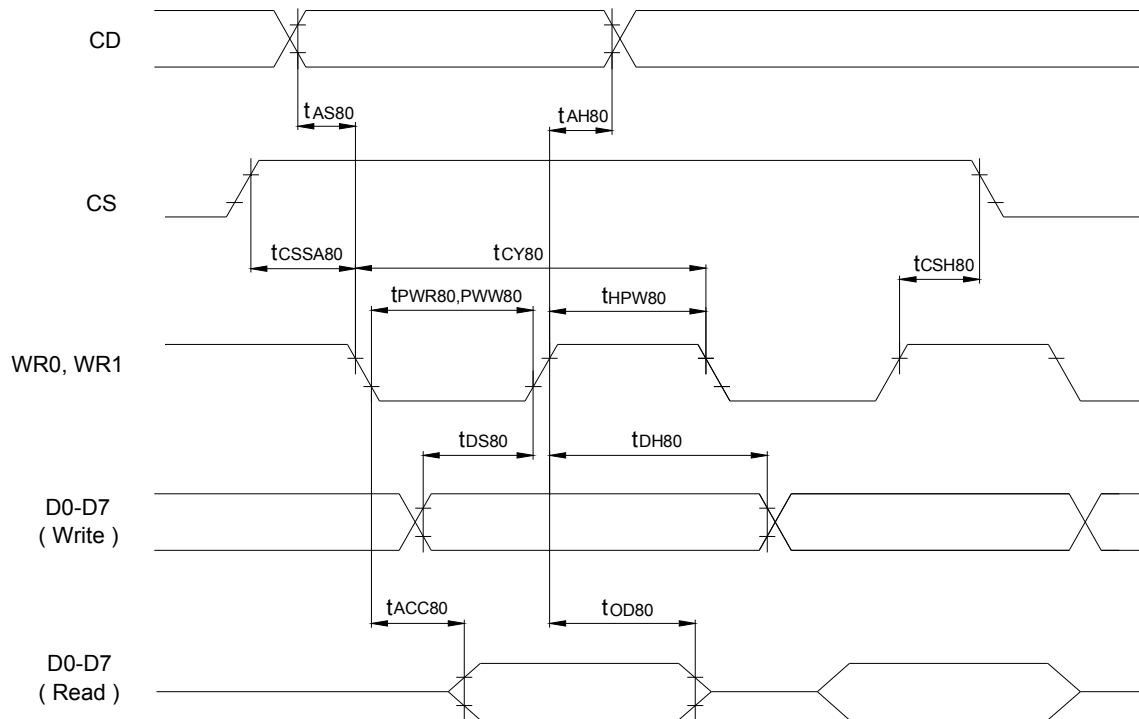 CD
tAS80
tAH80
CS
tCSSA80
tCY80
tCSH80
tPWR80,PWW80
tHPW80
WR0, WR1
tDS80
tDH80
D0-D7
( Write )
tACC80
tOD80
D0-D7
( Read )